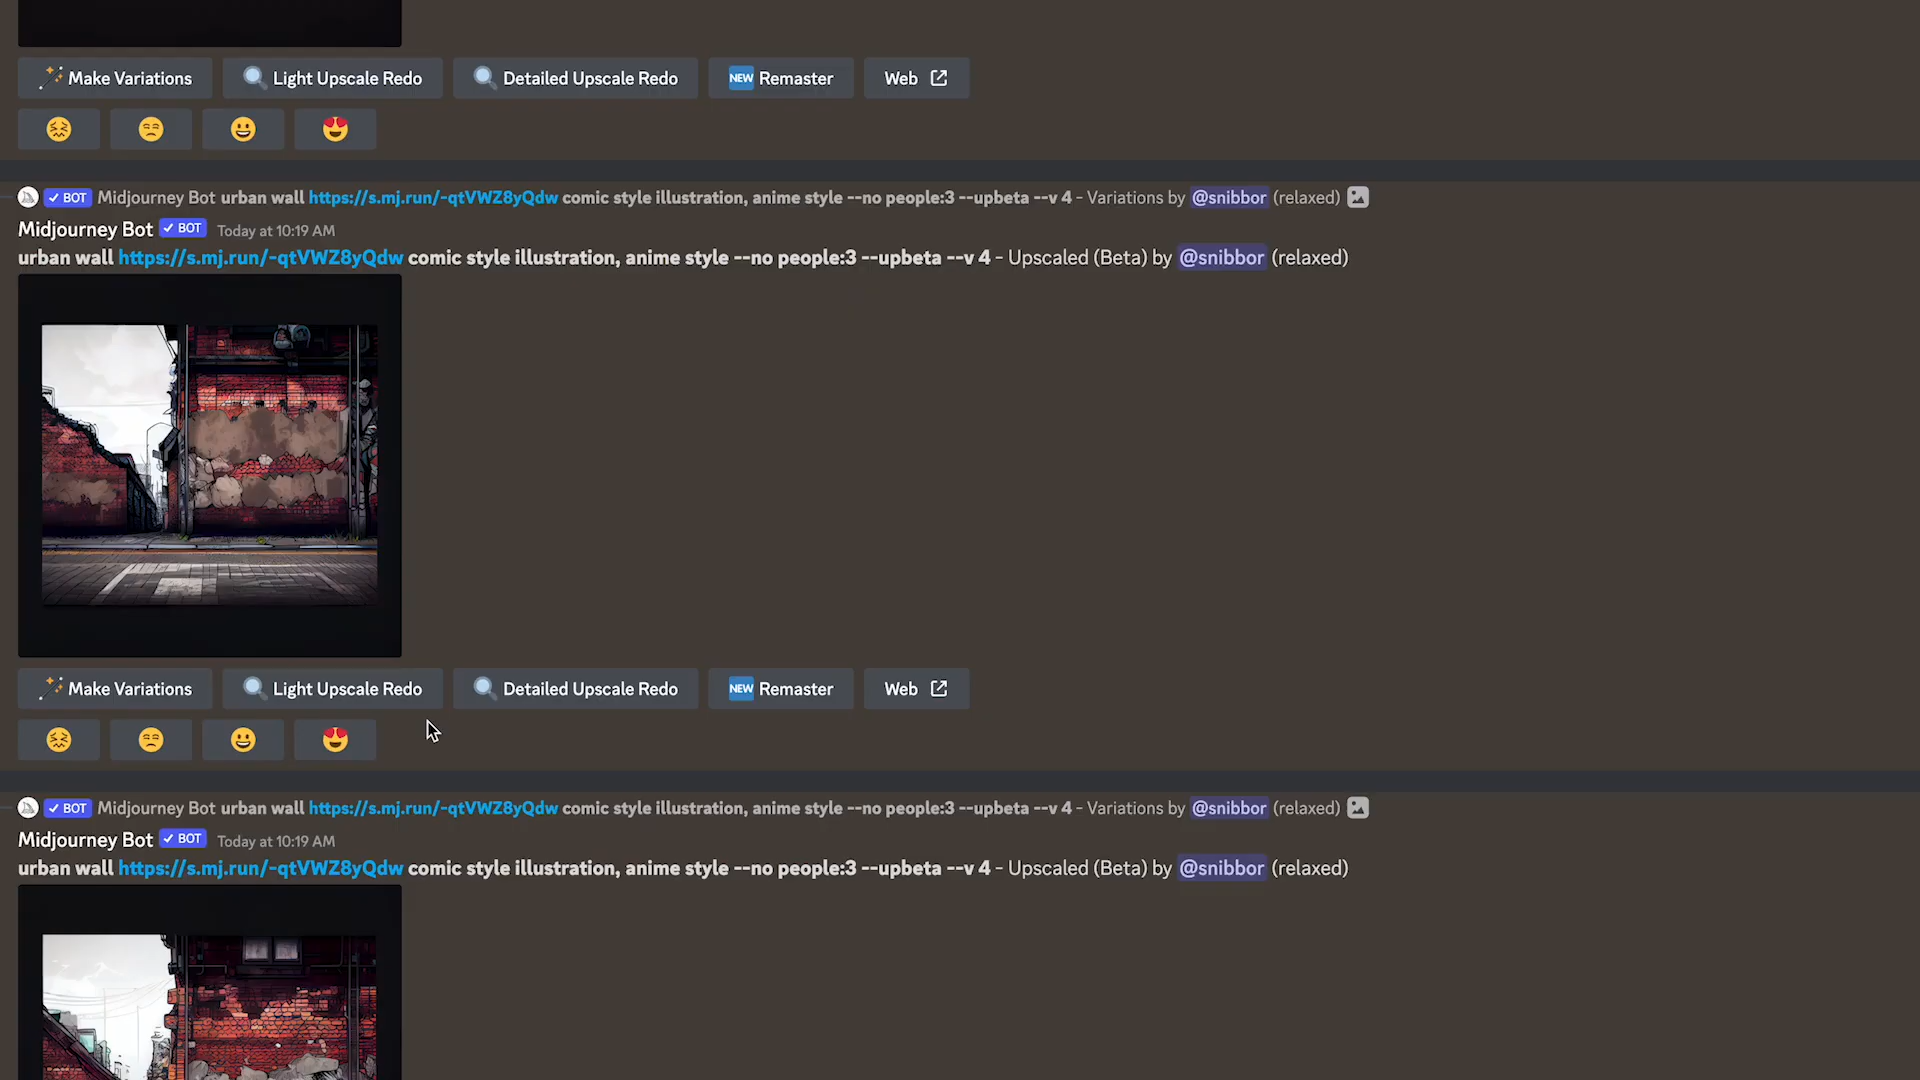 Make Variations Light Upscale Redo Detailed Upscale Redo NEW Remaster Web
BOT Midjourney Bot urban wall https://s.mj.run/-qtVWZ8yQdw comic style illustration, anime style --no people:3 --upbeta --v 4 - Variations by @snibbor (relaxed)
Midjourney Bot BOT Today at 10:19 AM
urban wall https://s.mj.run/-qtVWZ8yQdw comic style illustration, anime style --no people:3 --upbeta --v 4 - Upscaled (Beta) by @snibbor (relaxed)
Make Variations Light Upscale Redo Detailed Upscale Redo NEW Remaster Web
BOT Midjourney Bot urban wall https://s.mj.run/-qtVWZ8yQdw comic style illustration, anime style --no people:3 --upbeta --v 4 - Variations by @snibbor (relaxed)
Midjourney Bot BOT Today at 10:19 AM
urban wall https://s.mj.run/-qtVWZ8yQdw comic style illustration, anime style --no people:3 --upbeta --v 4 - Upscaled (Beta) by @snibbor (relaxed)